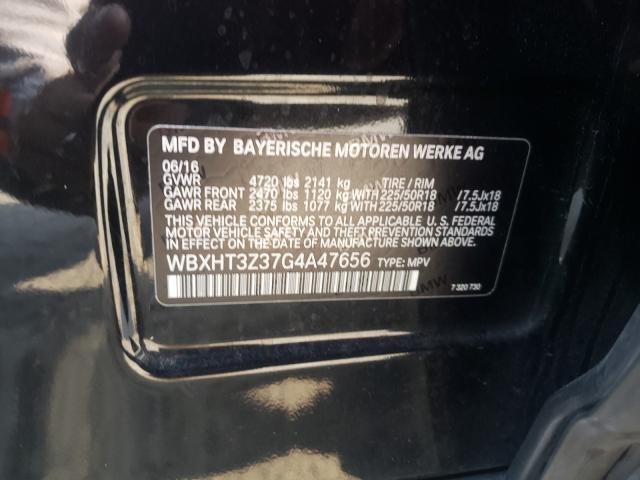 MFD BY BAYERISCHE MOTOREN WERKE AG
06/16
GVWR 4720 lbs 2141 kg TIRE / RIM
GAWR FRONT 2470 lbs 1120 kg WITH 225/50R18 /7.5Jx18
GAWR REAR 2375 lbs 1077 kg WITH 225/50R18 /7.5Jx18
THIS VEHICLE CONFORMS TO ALL APPLICABLE U. S. FEDERAL
MOTOR VEHICLE SAFETY AND THEFT PREVENTION STANDARDS
IN EFFECT ON THE DATE OF MANUFACTURE SHOWN ABOVE.
WBXHT3Z37G4A47656 TYPE: MPV
7 320 730